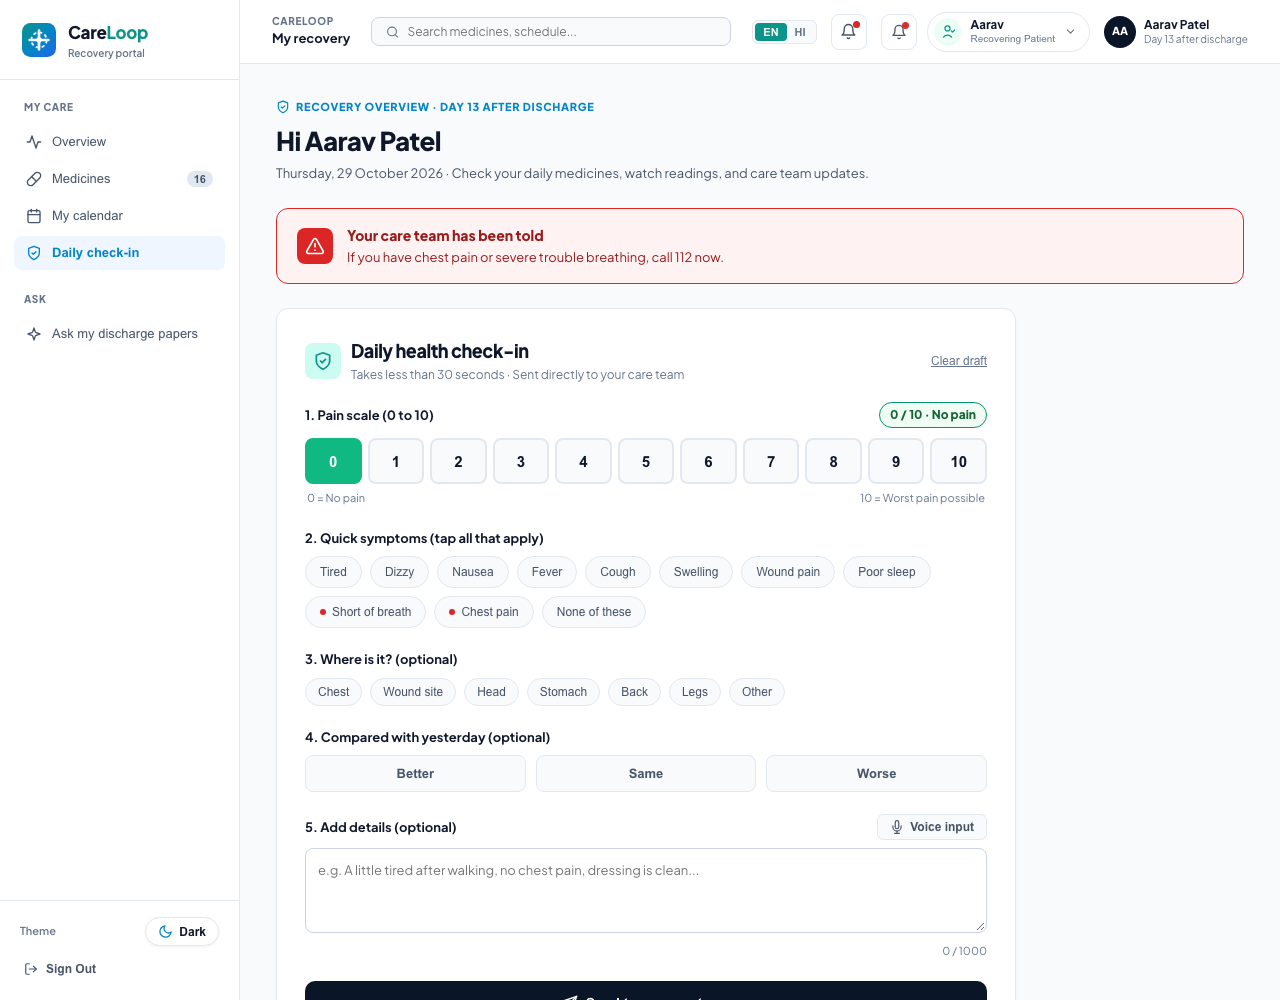 CareLoop
Recovery portal
MY CARE
Overview
Medicines 16
My calendar
Daily check-in
ASK
Ask my discharge papers
Theme Dark
Sign Out
CARELOOP
My recovery
Search medicines, schedule...
EN HI
Aarav
Recovering Patient
AA
Aarav Patel
Day 13 after discharge
RECOVERY OVERVIEW · DAY 13 AFTER DISCHARGE
Hi Aarav Patel
Thursday, 29 October 2026 · Check your daily medicines, watch readings, and care team updates.
Your care team has been told
If you have chest pain or severe trouble breathing, call 112 now.
Daily health check-in
Takes less than 30 seconds · Sent directly to your care team
Clear draft
1. Pain scale (0 to 10) 0 / 10 · No pain
0 1 2 3 4 5 6 7 8 9 10
0 = No pain 10 = Worst pain possible
2. Quick symptoms (tap all that apply)
Tired Dizzy Nausea Fever Cough Swelling Wound pain Poor sleep
Short of breath Chest pain None of these
3. Where is it? (optional)
Chest Wound site Head Stomach Back Legs Other
4. Compared with yesterday (optional)
Better Same Worse
5. Add details (optional) Voice input
e.g. A little tired after walking, no chest pain, dressing is clean...
0 / 1000